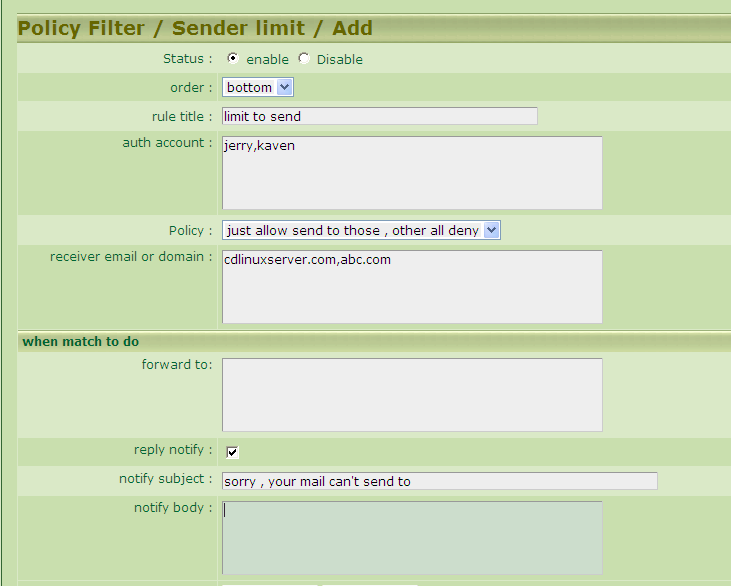 Policy Filter / Sender limit / Add
Status : enable Disable
order : bottom
rule title : limit to send
auth account : jerry,kaven
Policy : just allow send to those , other all deny
receiver email or domain : cdlinuxserver.com,abc.com
when match to do
forward to:
reply notify :
notify subject : sorry , your mail can't send to
notify body :